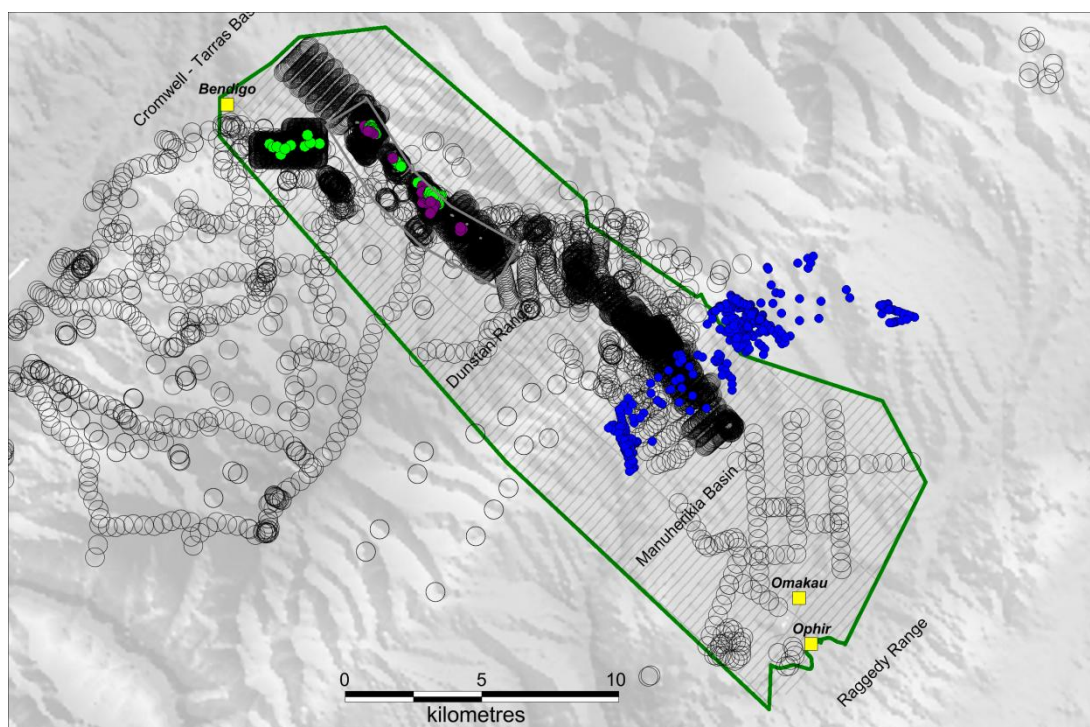 Cromwell - Tarras Bas
Bendigo
Dunstan Range
Manuherikia Basin
Omakau
Ophir
Raggedy Range
0 5 10
kilometres